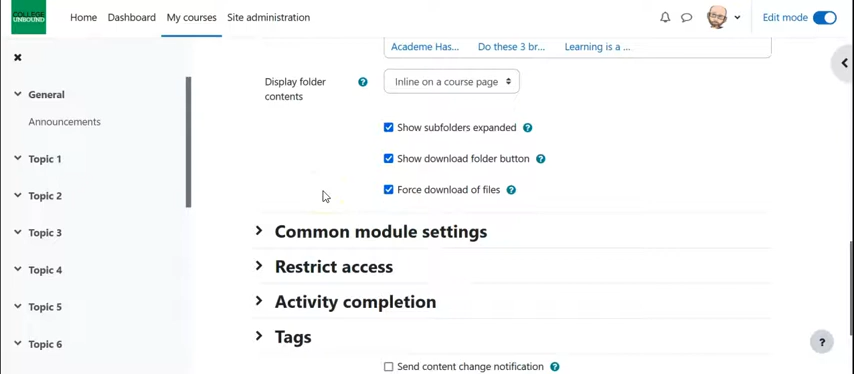 COLLEGE
UNBOUND
Home Dashboard My courses Site administration Edit mode
Academe Has... Do these 3 br... Learning is a ...
General
Announcements
Topic 1
Topic 2
Topic 3
Topic 4
Topic 5
Topic 6
Display folder
contents
? Inline on a course page
Show subfolders expanded ?
Show download folder button ?
Force download of files ?
Common module settings
Restrict access
Activity completion
Tags
Send content change notification ?
?